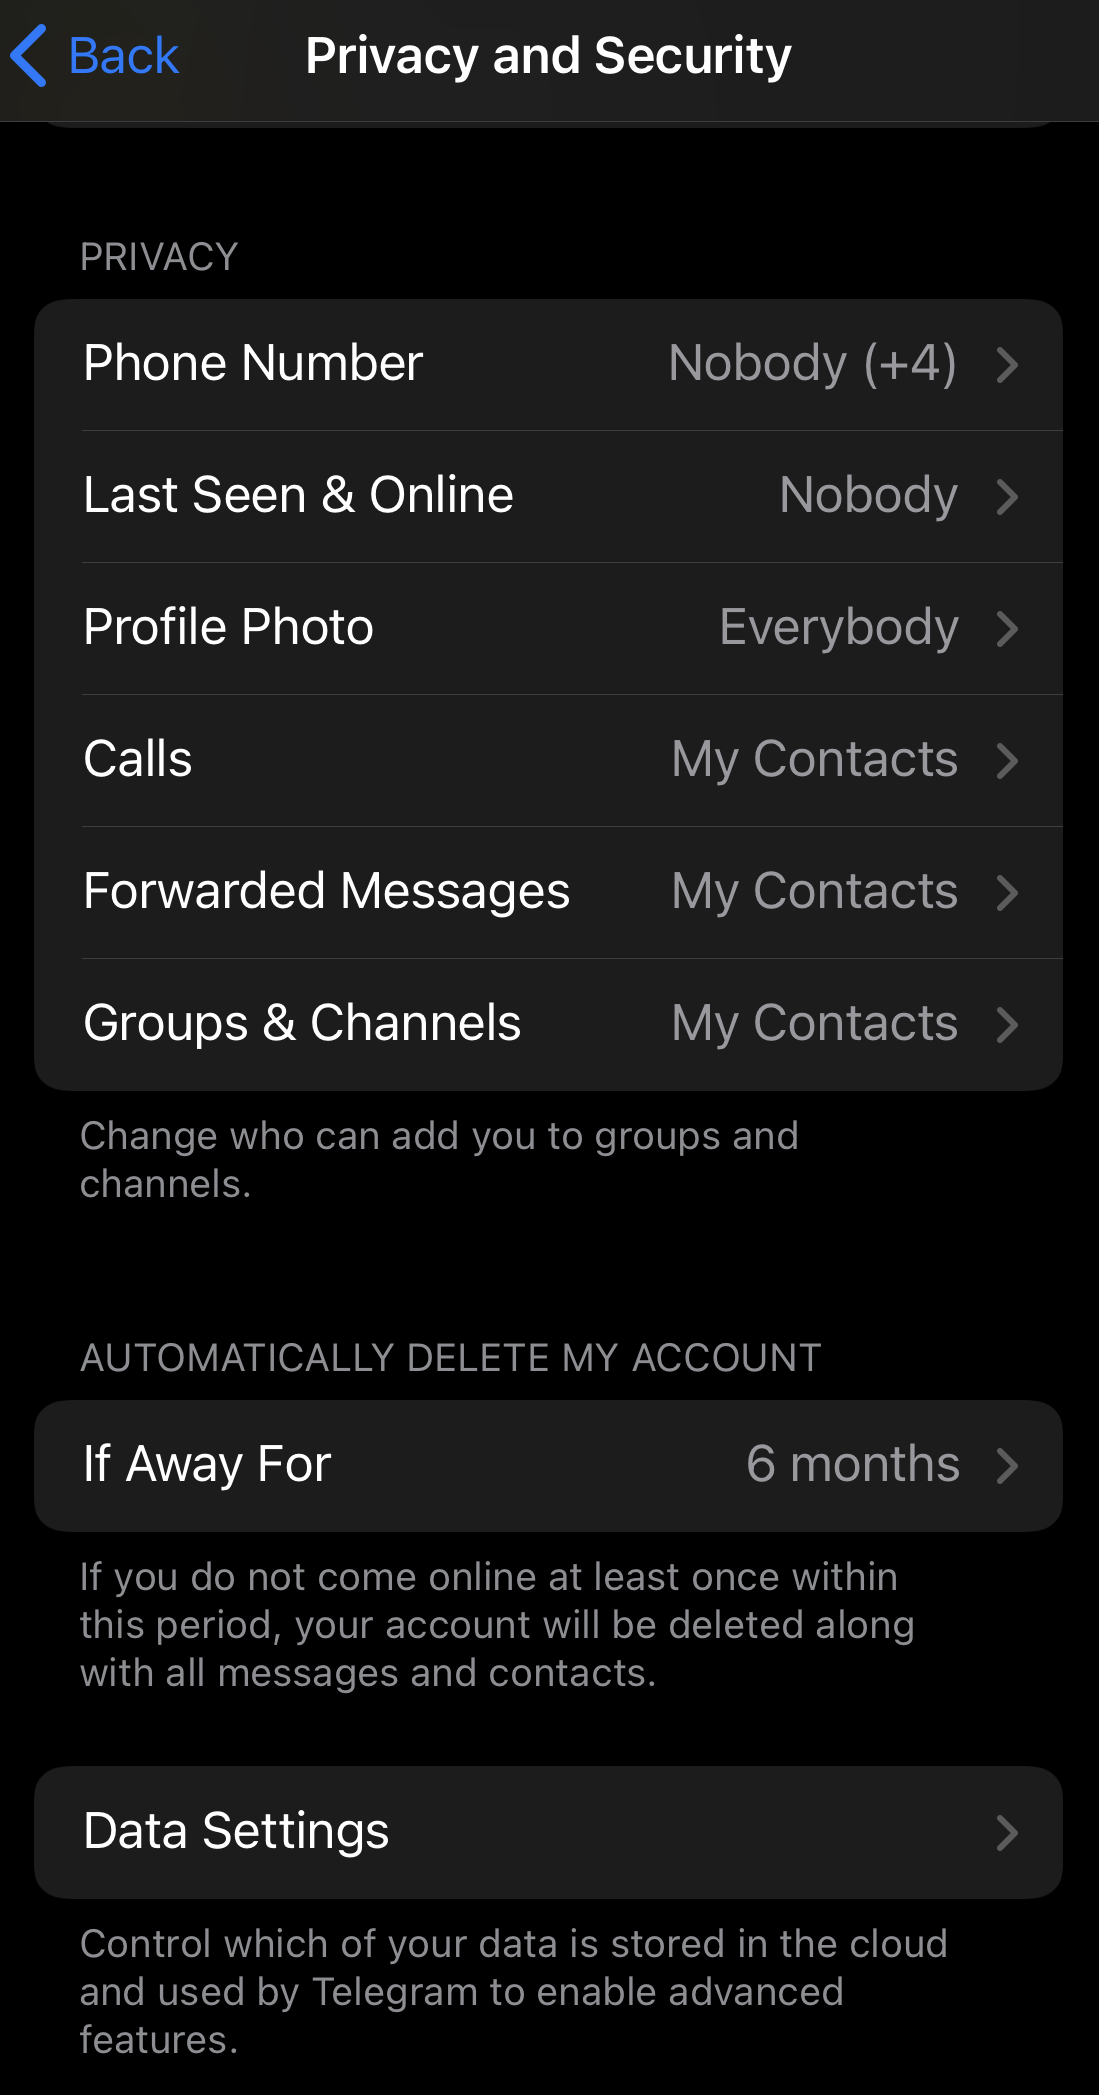 Back Privacy and Security
PRIVACY
Phone Number Nobody (+4)
Last Seen & Online Nobody
Profile Photo Everybody
Calls My Contacts
Forwarded Messages My Contacts
Groups & Channels My Contacts
Change who can add you to groups and
channels.
AUTOMATICALLY DELETE MY ACCOUNT
If Away For 6 months
If you do not come online at least once within
this period, your account will be deleted along
with all messages and contacts.
Data Settings
Control which of your data is stored in the cloud
and used by Telegram to enable advanced
features.